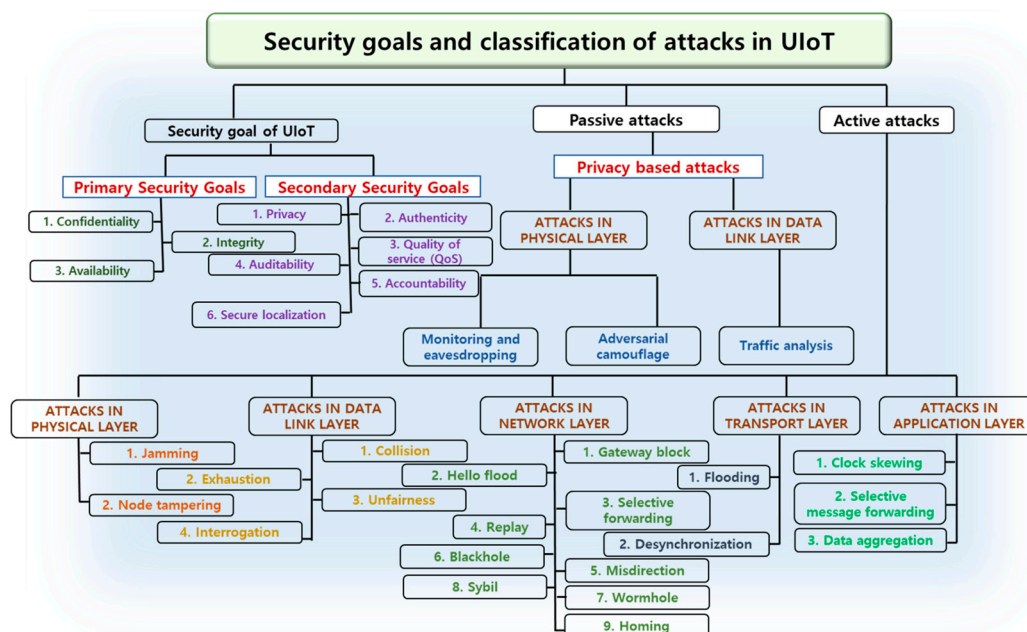 Security goals and classification of attacks in UIoT
Security goal of UIoT
Passive attacks
Active attacks
Privacy based attacks
Primary Security Goals
Secondary Security Goals
1. Confidentiality
2. Integrity
3. Availability
1. Privacy
2. Authenticity
3. Quality of
service (QoS)
4. Auditability
5. Accountability
6. Secure localization
ATTACKS IN
PHYSICAL LAYER
ATTACKS IN DATA
LINK LAYER
Monitoring and
eavesdropping
Adversarial
camouflage
Traffic analysis
ATTACKS IN
PHYSICAL LAYER
1. Jamming
2. Node tampering
ATTACKS IN DATA
LINK LAYER
1. Collision
2. Exhaustion
3. Unfairness
4. Interrogation
ATTACKS IN
NETWORK LAYER
1. Gateway block
2. Hello flood
3. Selective
forwarding
4. Replay
6. Blackhole
5. Misdirection
8. Sybil
7. Wormhole
9. Homing
ATTACKS IN
TRANSPORT LAYER
1. Flooding
2. Desynchronization
ATTACKS IN
APPLICATION LAYER
1. Clock skewing
2. Selective
message forwarding
3. Data aggregation